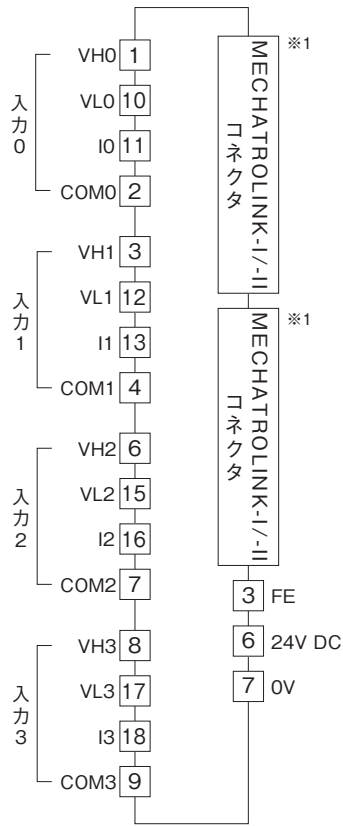 入力0
VH0 1
VL0 10
I0 11
COM0 2
入力1
VH1 3
VL1 12
I1 13
COM1 4
入力2
VH2 6
VL2 15
I2 16
COM2 7
入力3
VH3 8
VL3 17
I3 18
COM3 9
※1
MECHATROLINK-I/-II
コネクタ
※1
MECHATROLINK-I/-II
コネクタ
3 FE
6 24V DC
7 0V